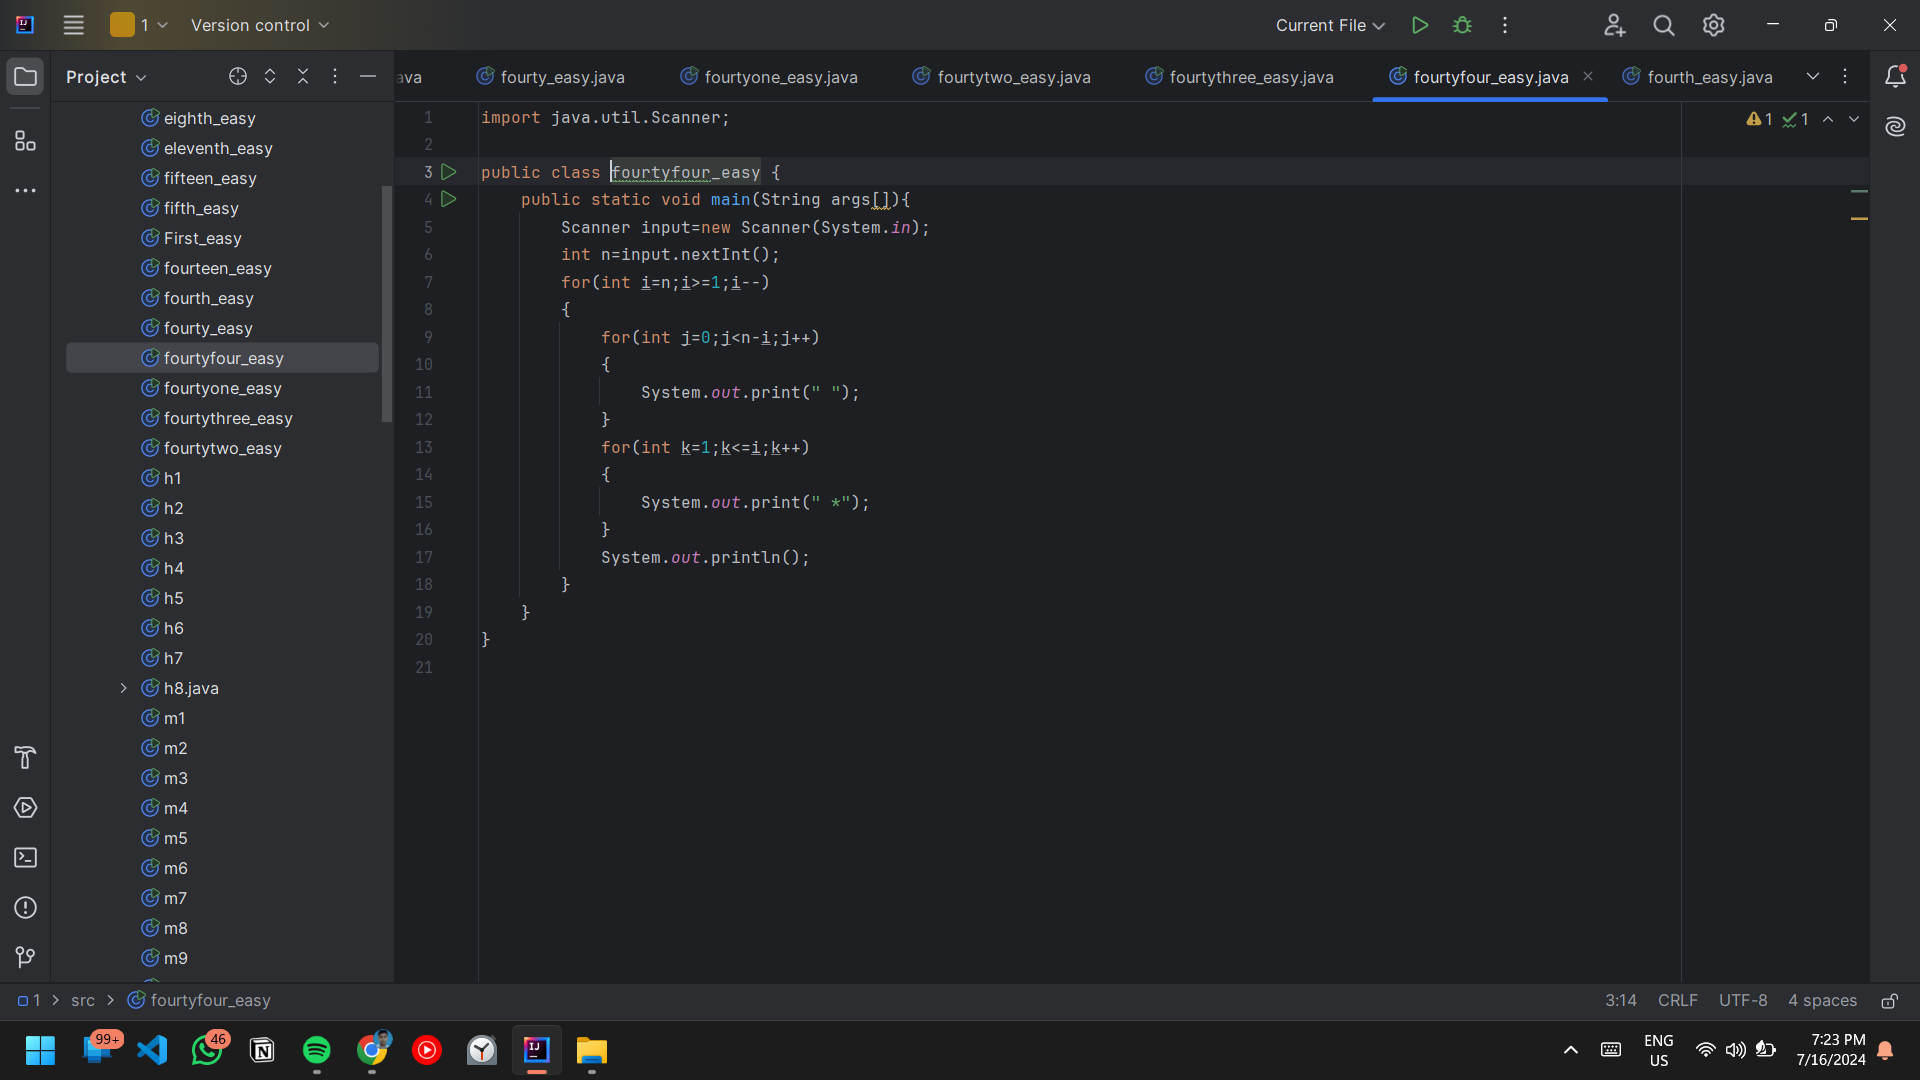 1
Version control
Current File
Project
ava
fourty_easy.java
fourtyone_easy.java
fourtytwo_easy.java
fourtythree_easy.java
fourtyfour_easy.java
fourth_easy.java
eighth_easy
eleventh_easy
fifteen_easy
fifth_easy
First_easy
fourteen_easy
fourth_easy
fourty_easy
fourtyfour_easy
fourtyone_easy
fourtythree_easy
fourtytwo_easy
h1
h2
h3
h4
h5
h6
h7
h8.java
m1
m2
m3
m4
m5
m6
m7
m8
m9
1 1
1 import java.util.Scanner;
2
3 public class fourtyfour_easy {
4 public static void main(String args[]){
5 Scanner input=new Scanner(System.in);
6 int n=input.nextInt();
7 for(int i=n;i>=1;i--)
8 {
9 for(int j=0;j<n-i;j++)
10 {
11 System.out.print(" ");
12 }
13 for(int k=1;k<=i;k++)
14 {
15 System.out.print(" *");
16 }
17 System.out.println();
18 }
19 }
20 }
21
1 > src > fourtyfour_easy
3:14 CRLF UTF-8 4 spaces
99+
46
ENG
US
7:23 PM
7/16/2024